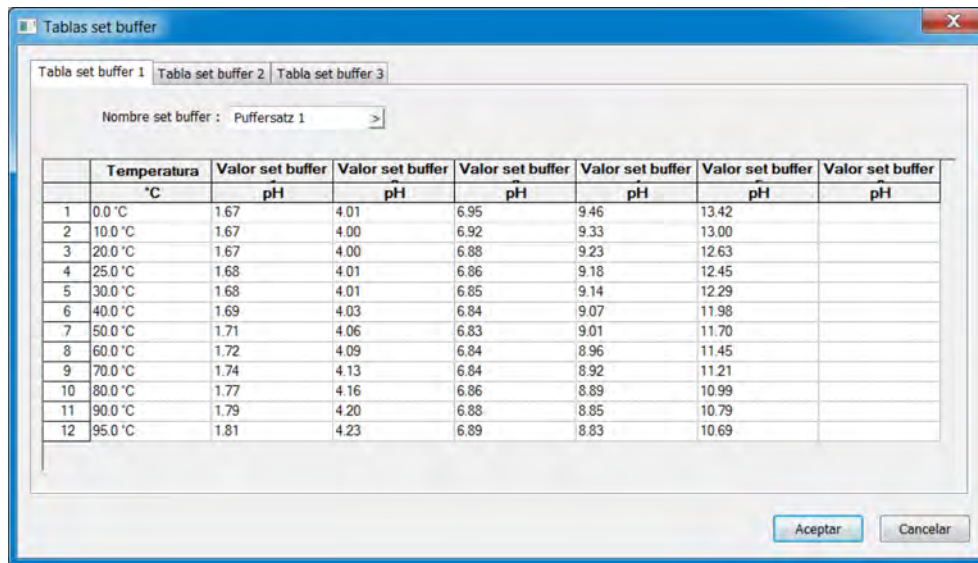 Tablas set buffer
Tabla set buffer 1 Tabla set buffer 2 Tabla set buffer 3
Nombre set buffer : Puffersatz 1 >
Temperatura Valor set buffer Valor set buffer Valor set buffer Valor set buffer Valor set buffer Valor set buffer
°C pH pH pH pH pH pH
1 0.0 °C 1.67 4.01 6.95 9.46 13.42
2 10.0 °C 1.67 4.00 6.92 9.33 13.00
3 20.0 °C 1.67 4.00 6.88 9.23 12.63
4 25.0 °C 1.68 4.01 6.86 9.18 12.45
5 30.0 °C 1.68 4.01 6.85 9.14 12.29
6 40.0 °C 1.69 4.03 6.84 9.07 11.98
7 50.0 °C 1.71 4.06 6.83 9.01 11.70
8 60.0 °C 1.72 4.09 6.84 8.96 11.45
9 70.0 °C 1.74 4.13 6.84 8.92 11.21
10 80.0 °C 1.77 4.16 6.86 8.89 10.99
11 90.0 °C 1.79 4.20 6.88 8.85 10.79
12 95.0 °C 1.81 4.23 6.89 8.83 10.69
Aceptar Cancelar